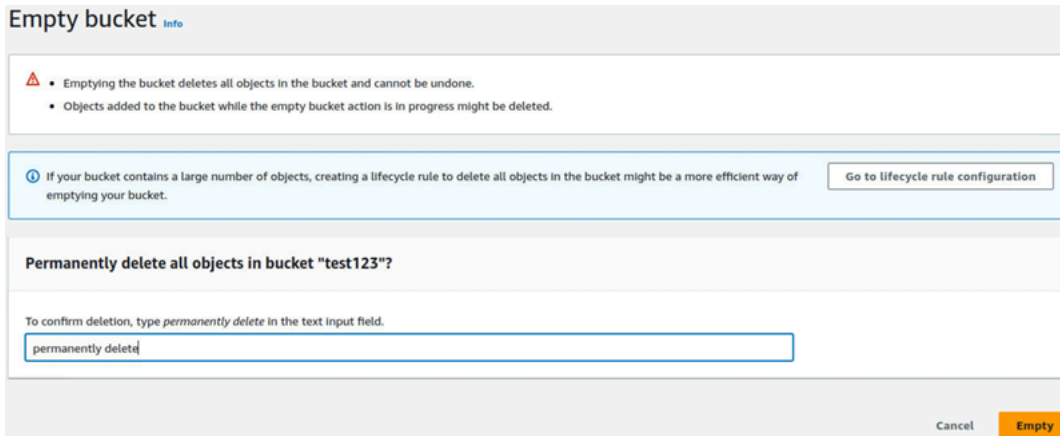 Empty bucket Info
• Emptying the bucket deletes all objects in the bucket and cannot be undone.
• Objects added to the bucket while the empty bucket action is in progress might be deleted.
If your bucket contains a large number of objects, creating a lifecycle rule to delete all objects in the bucket might be a more efficient way of
emptying your bucket.
Go to lifecycle rule configuration
Permanently delete all objects in bucket "test123"?
To confirm deletion, type permanently delete in the text input field.
permanently delete
Cancel
Empty